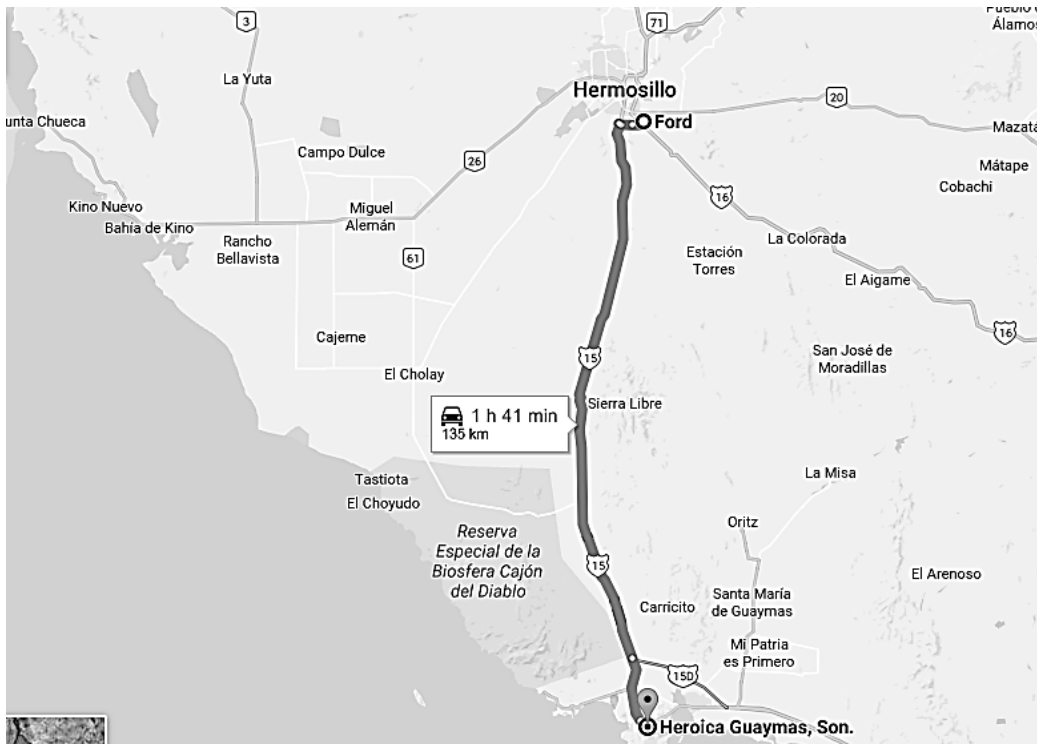 Pueblo de
Álamos
3
71
La Yuta
Hermosillo
20
Ford
unta Chueca
Mazatá
Campo Dulce
26
Mátape
Cobachi
16
Kino Nuevo
Miguel
Alemán
Bahía de Kino
La Colorada
Rancho
Bellavista
Estación
Torres
61
El Aigame
Cajeme
16
San José de
Moradillas
15
El Cholay
Sierra Libre
1 h 41 min
135 km
La Misa
Tastiota
El Choyudo
Oritz
Reserva
Especial de la
Biosfera Cajón
del Diablo
15
El Arenoso
Santa María
de Guaymas
Carricito
Mi Patria
es Primero
15D
Heroica Guaymas, Son.